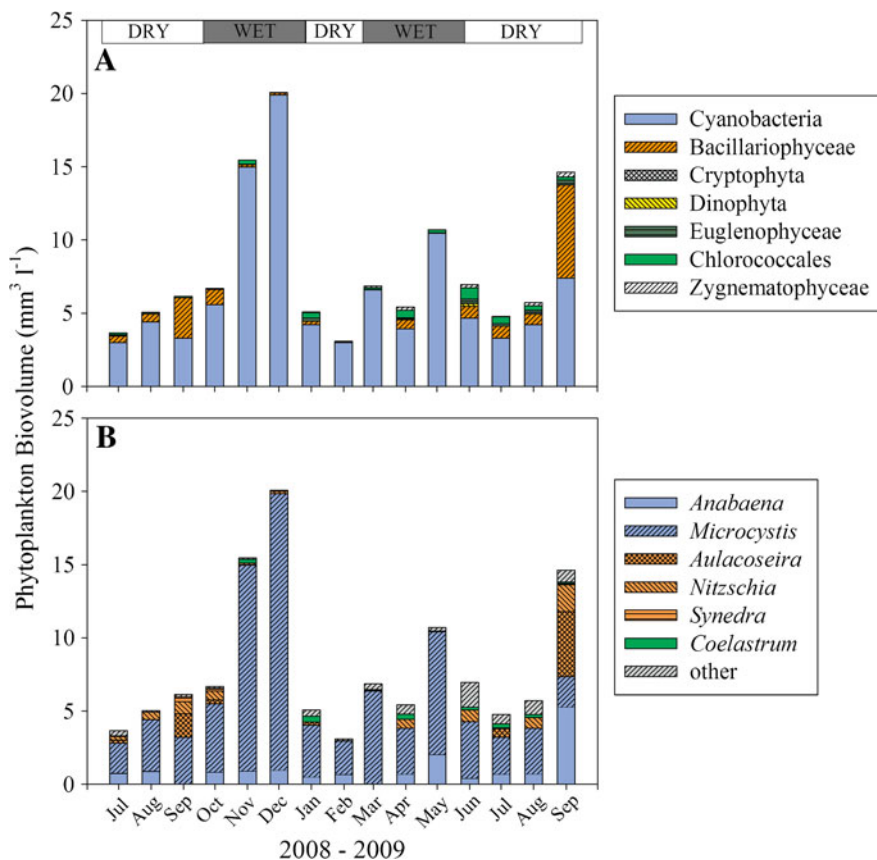 DRY WET DRY WET DRY
A
25
20
15
10
5
0
Cyanobacteria
Bacillariophyceae
Cryptophyta
Dinophyta
Euglenophyceae
Chlorococcales
Zygnematophyceae
Phytoplankton Biovolume (mm³ l⁻¹)
B
25
20
15
10
5
0
Anabaena
Microcystis
Aulacoseira
Nitzschia
Synedra
Coelastrum
other
Jul Aug Sep Oct Nov Dec Jan Feb Mar Apr May Jun Jul Aug Sep
2008 - 2009